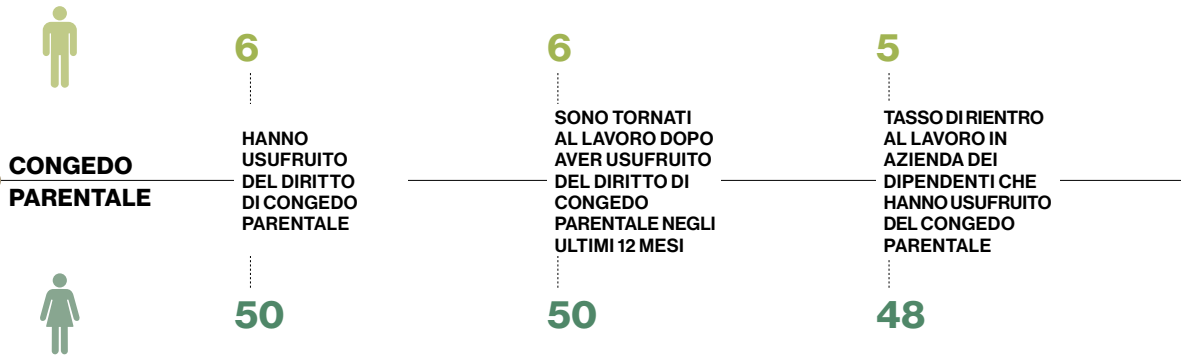 6
6
5
CONGEDO
PARENTALE
HANNO
USUFRUITO
DEL DIRITTO
DI CONGEDO
PARENTALE
SONO TORNATI
AL LAVORO DOPO
AVER USUFRUITO
DEL DIRITTO DI
CONGEDO
PARENTALE NEGLI
ULTIMI 12 MESI
TASSO DI RIENTRO
AL LAVORO IN
AZIENDA DEI
DIPENDENTI CHE
HANNO USUFRUITO
DEL CONGEDO
PARENTALE
50
50
48